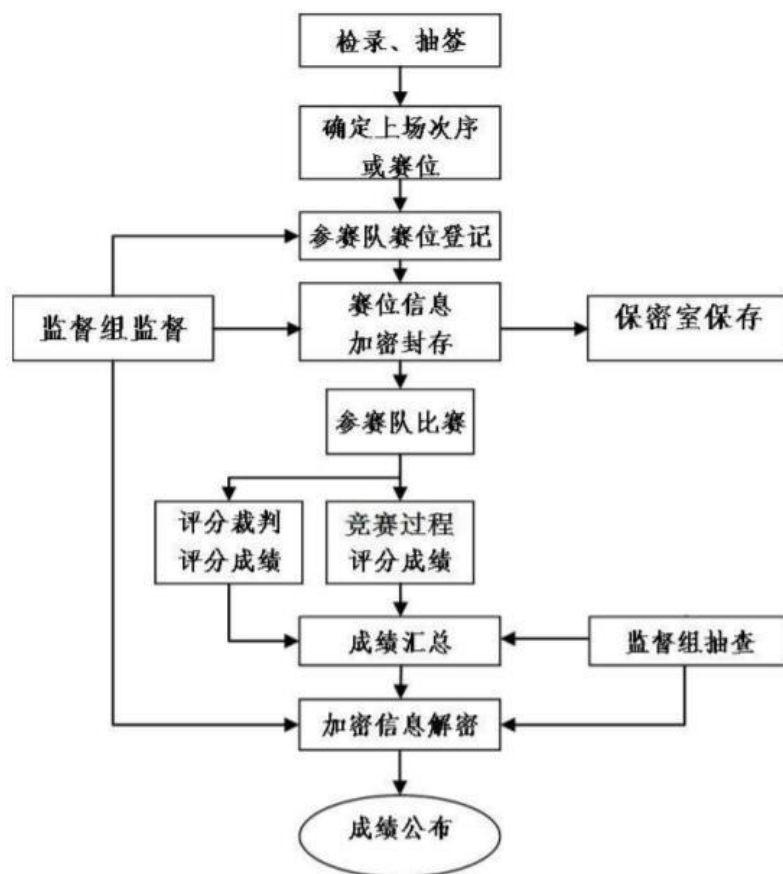 检录、抽签
确定上场次序
或赛位
参赛队赛位登记
监督组监督
赛位信息
加密封存
保密室保存
参赛队比赛
评分裁判
评分成绩
竞赛过程
评分成绩
成绩汇总
监督组抽查
加密信息解密
成绩公布